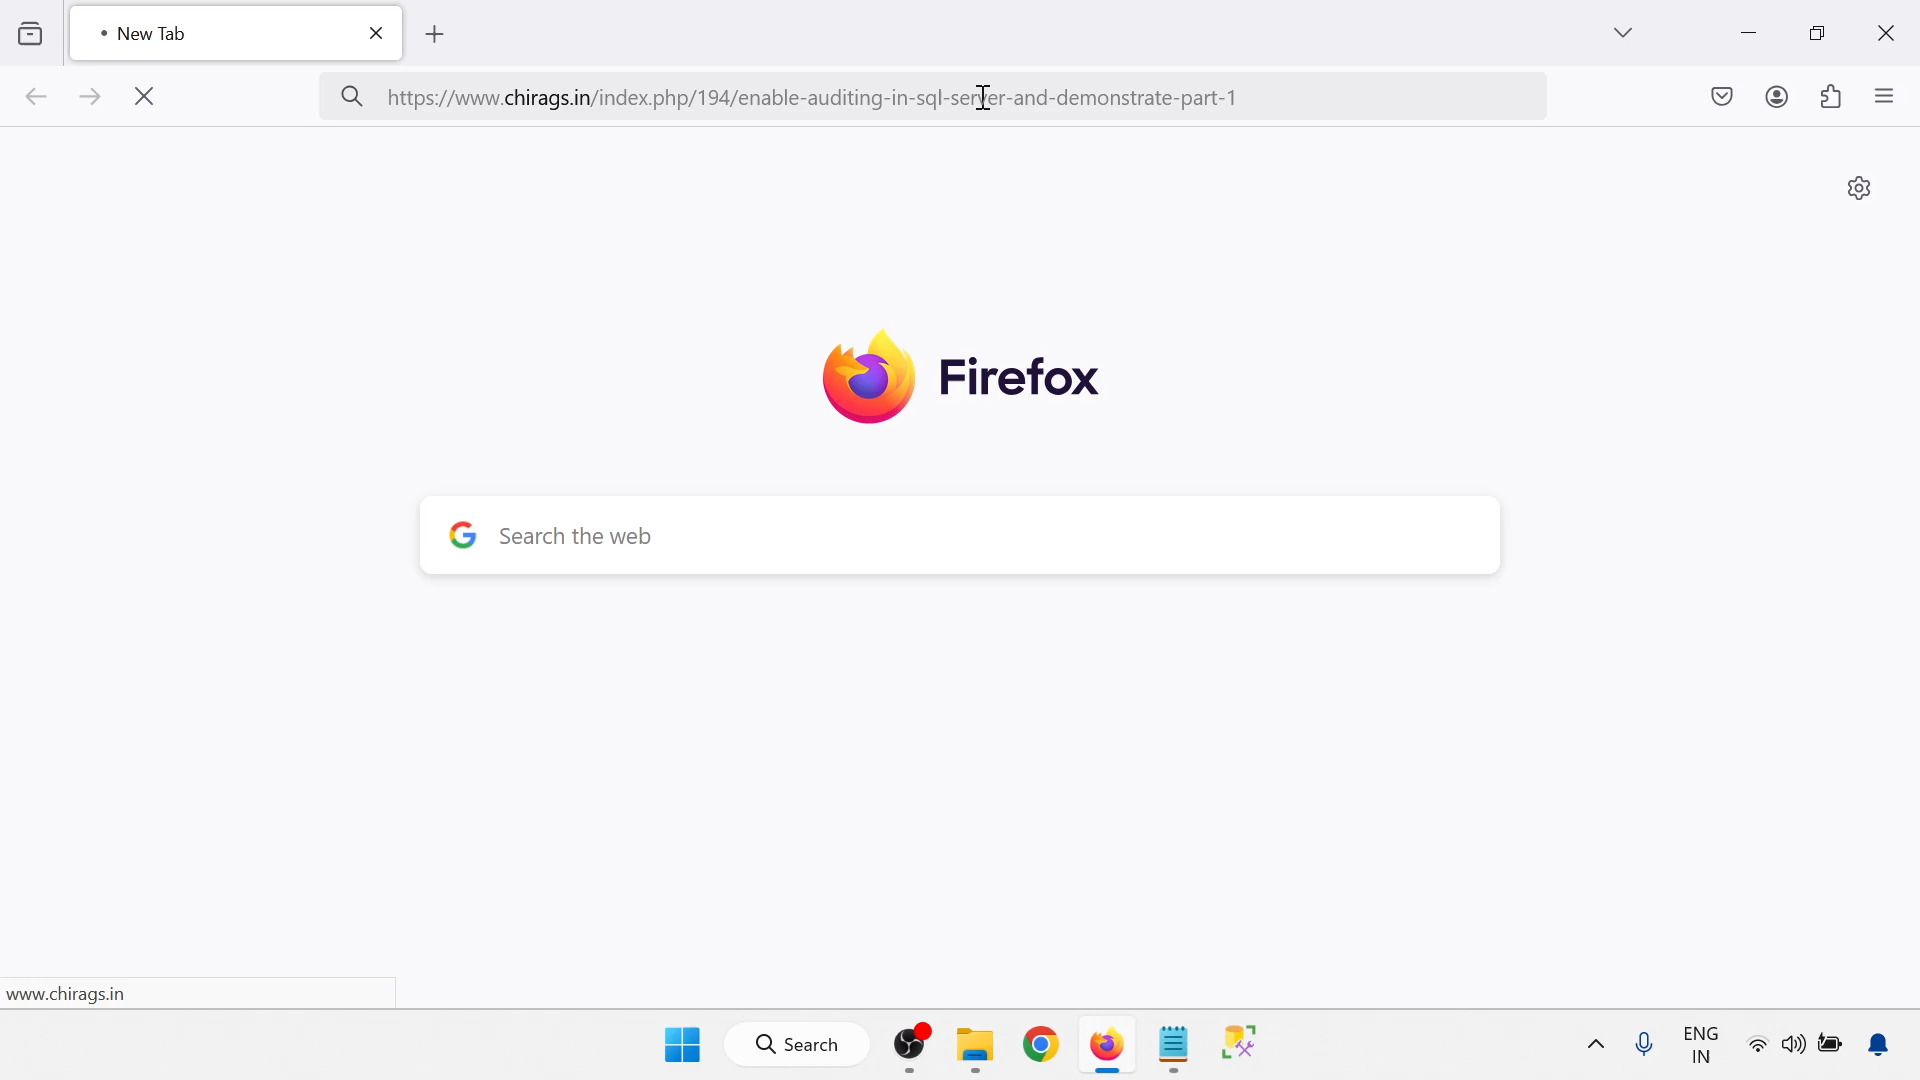 New Tab
https://www.chirags.in/index.php/194/enable-auditing-in-sql-server-and-demonstrate-part-1
Firefox
Search the web
www.chirags.in
Search
ENG
IN